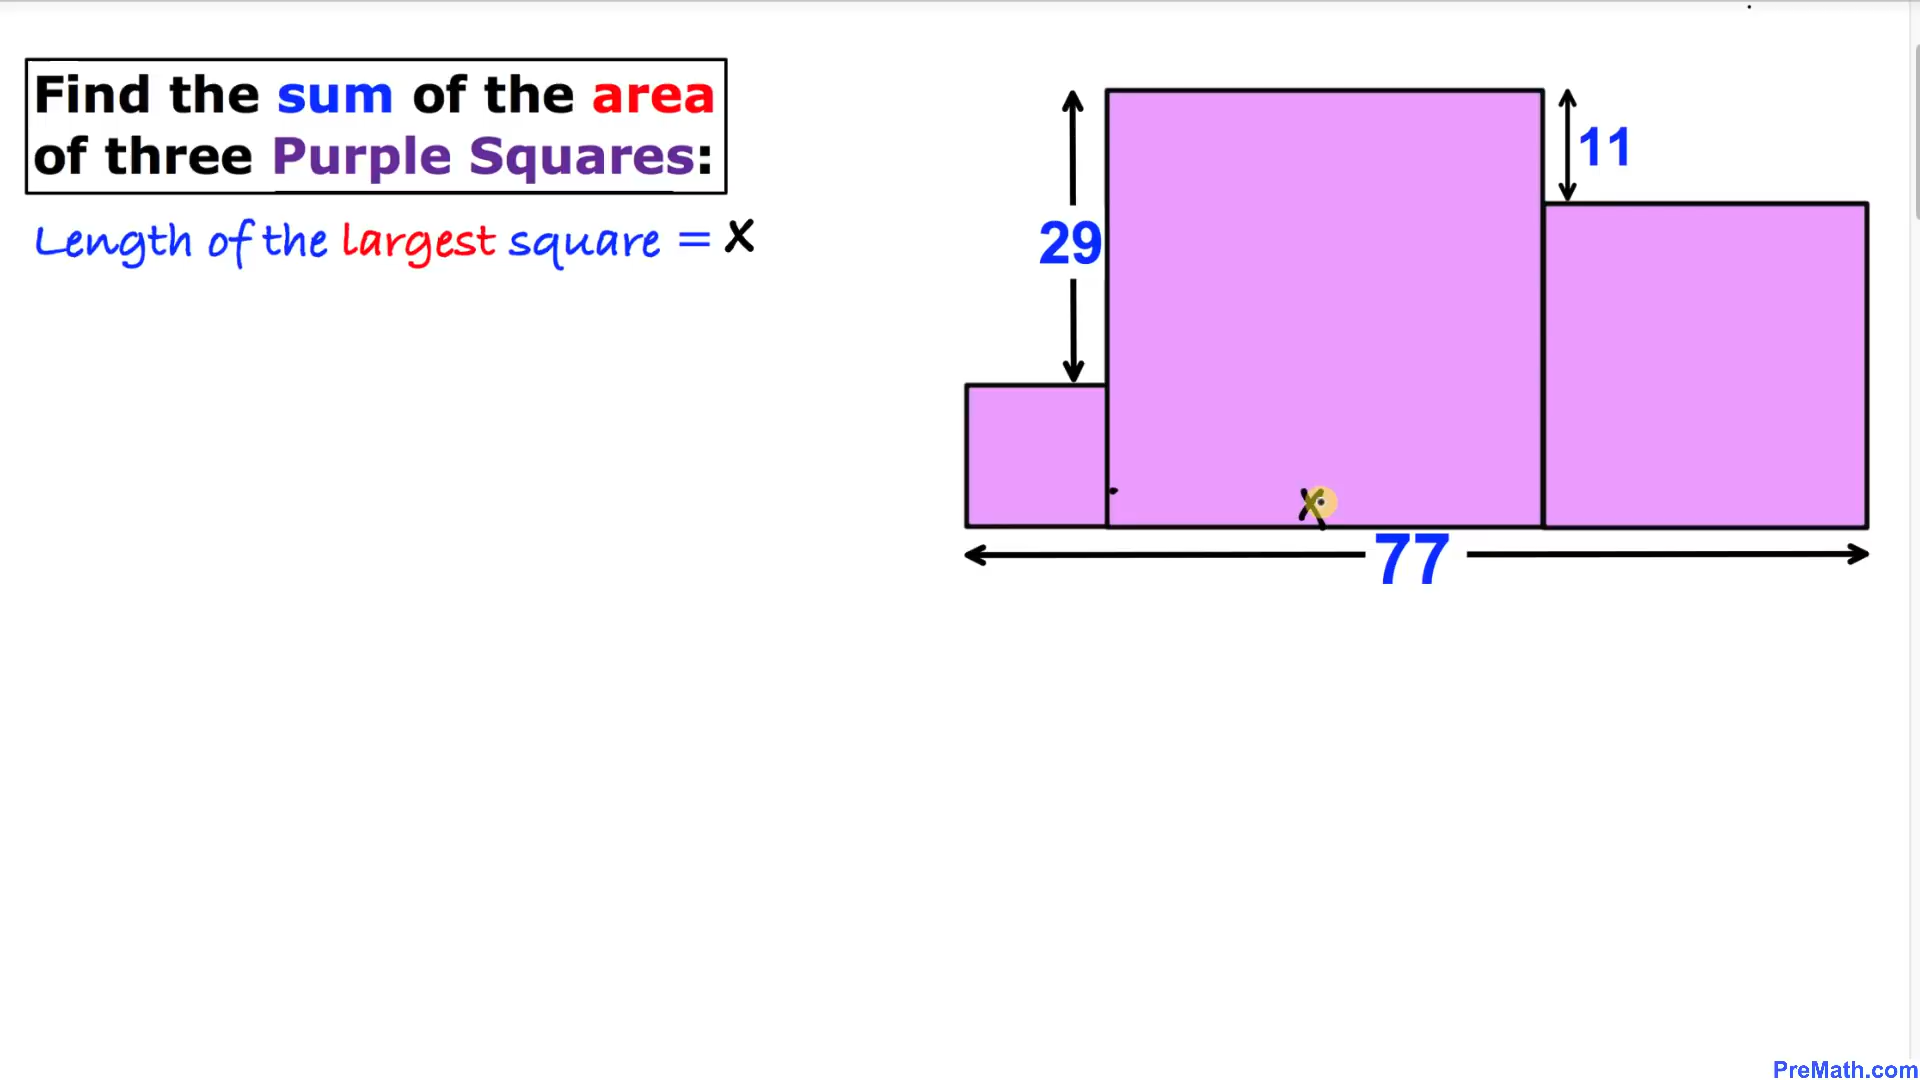 Find the sum of the area
of three Purple Squares:
Length of the largest square = x
11
29
x
77
PreMath.com